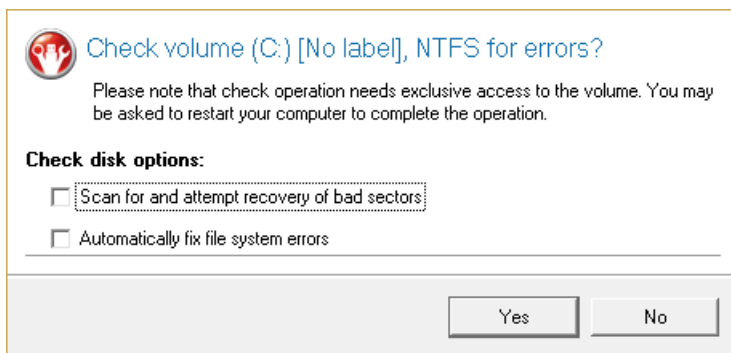 Check volume (C:) [No label], NTFS for errors?
Please note that check operation needs exclusive access to the volume. You may
be asked to restart your computer to complete the operation.
Check disk options:
Scan for and attempt recovery of bad sectors
Automatically fix file system errors
Yes No